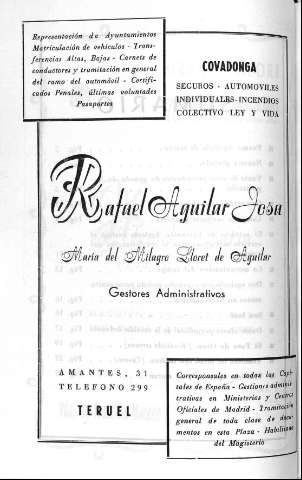 Representación de Ayuntamientos
Matriculación de vehículos - Trans-
ferencias Altas, Bajas - Carnets de
conductores y tramitación en general
del ramo del automóvil - Certifi-
cados Penales, últimas voluntades
Pasaportes
COVADONGA
SEGUROS - AUTOMOVILES
INDIVIDUALES - INCENDIOS
COLECTIVO LEY Y VIDA
Rafael Aguilar Josa
María del Milagro Lloret de Aguilar
Gestores Administrativos
AMANTES, 31
TELEFONO 299
TERUEL
Corresponsales en todas las Capi-
tales de España - Gestiones adminis-
trativas en Ministerios y Centros
Oficiales de Madrid - Tramitación
general de toda clase de docu-
mentos en esta Plaza - Habilitado
del Magisterio